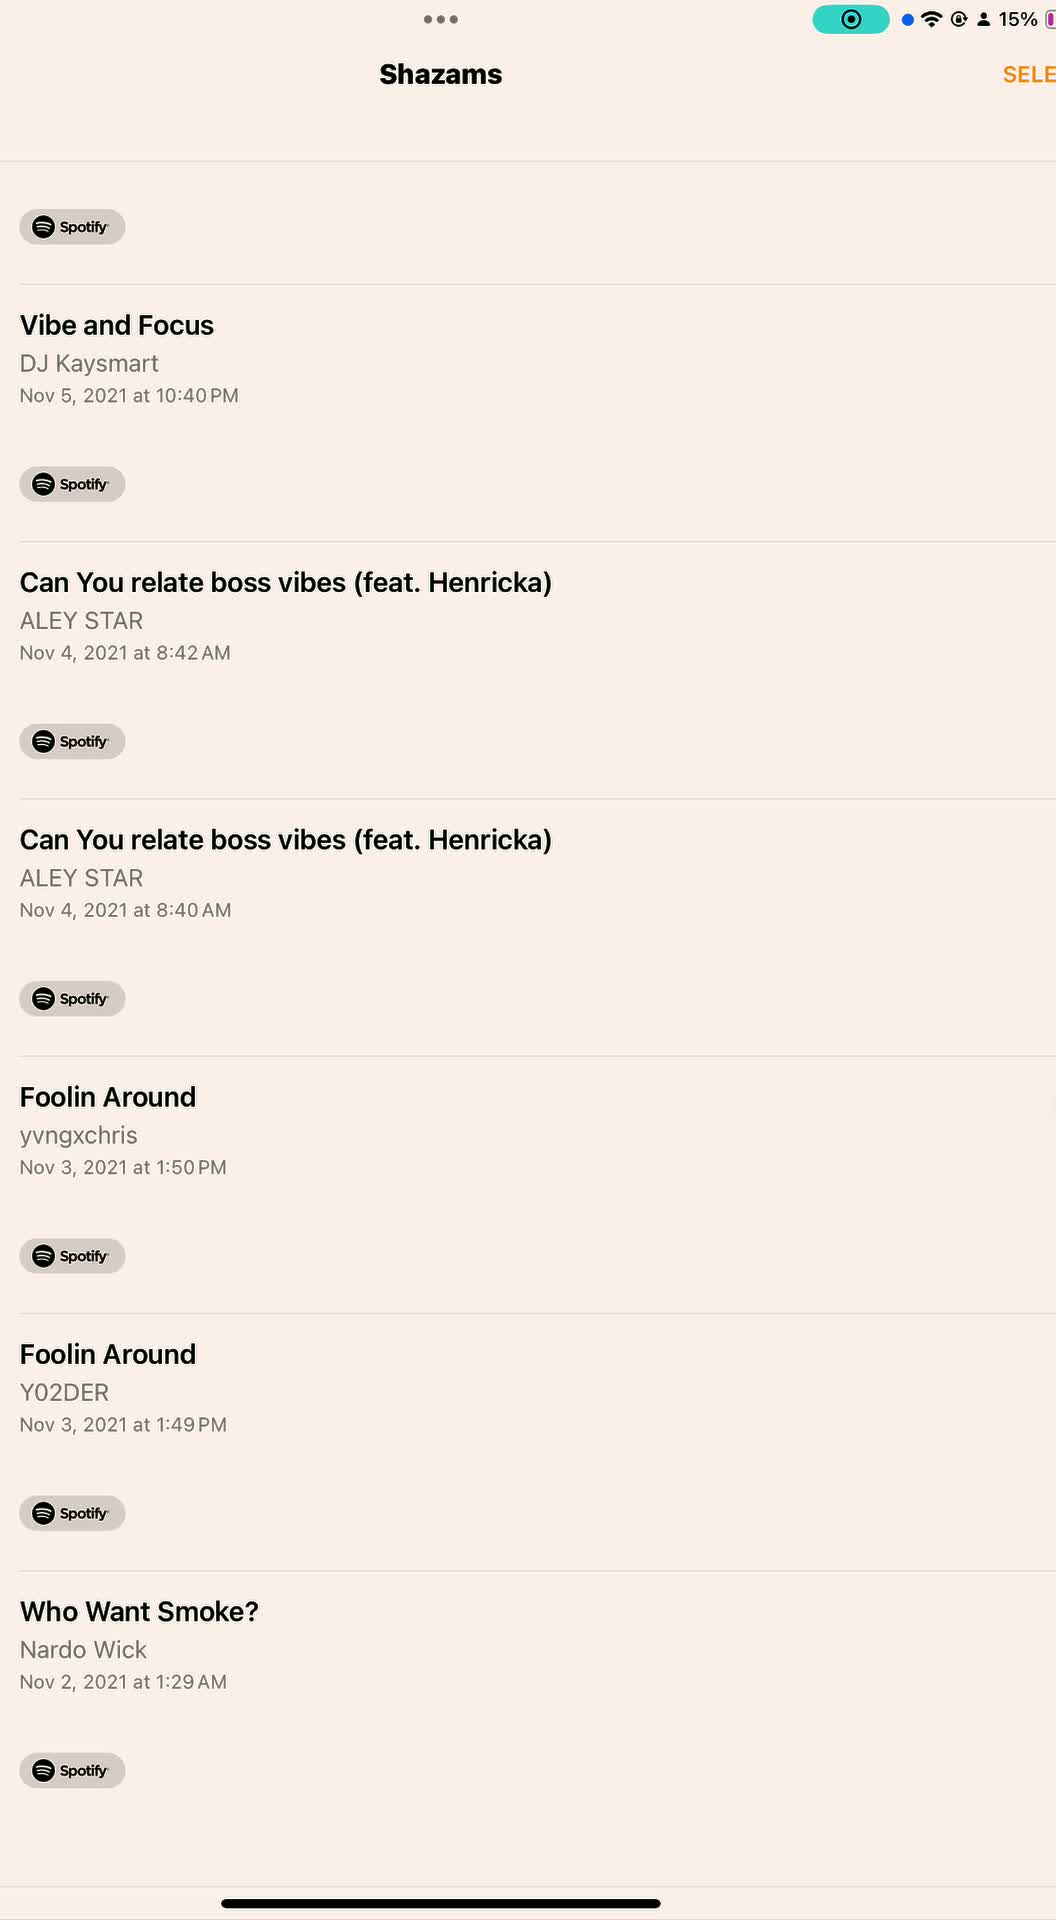 15%
Shazams
SELE
Spotify
Vibe and Focus
DJ Kaysmart
Nov 5, 2021 at 10:40 PM
Spotify
Can You relate boss vibes (feat. Henricka)
ALEY STAR
Nov 4, 2021 at 8:42 AM
Spotify
Can You relate boss vibes (feat. Henricka)
ALEY STAR
Nov 4, 2021 at 8:40 AM
Spotify
Foolin Around
yvngxchris
Nov 3, 2021 at 1:50 PM
Spotify
Foolin Around
Y02DER
Nov 3, 2021 at 1:49 PM
Spotify
Who Want Smoke?
Nardo Wick
Nov 2, 2021 at 1:29 AM
Spotify